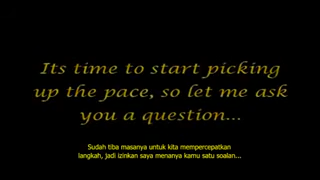 Its time to start picking
up the pace, so let me ask
you a question...
Sudah tiba masanya untuk kita mempercepatkan
langkah, jadi izinkan saya menanya kamu satu soalan...